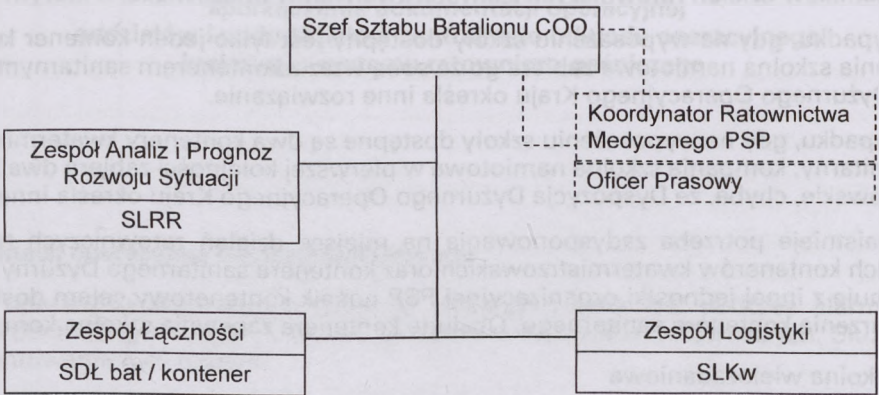 Szef Sztabu Batalionu COO
Koordynator Ratownictwa
Medycznego PSP
Oficer Prasowy
Zespół Analiz i Prognoz
Rozwoju Sytuacji
SLRR
Zespół Łączności
SDŁ bat / kontener
Zespół Logistyki
SLKw